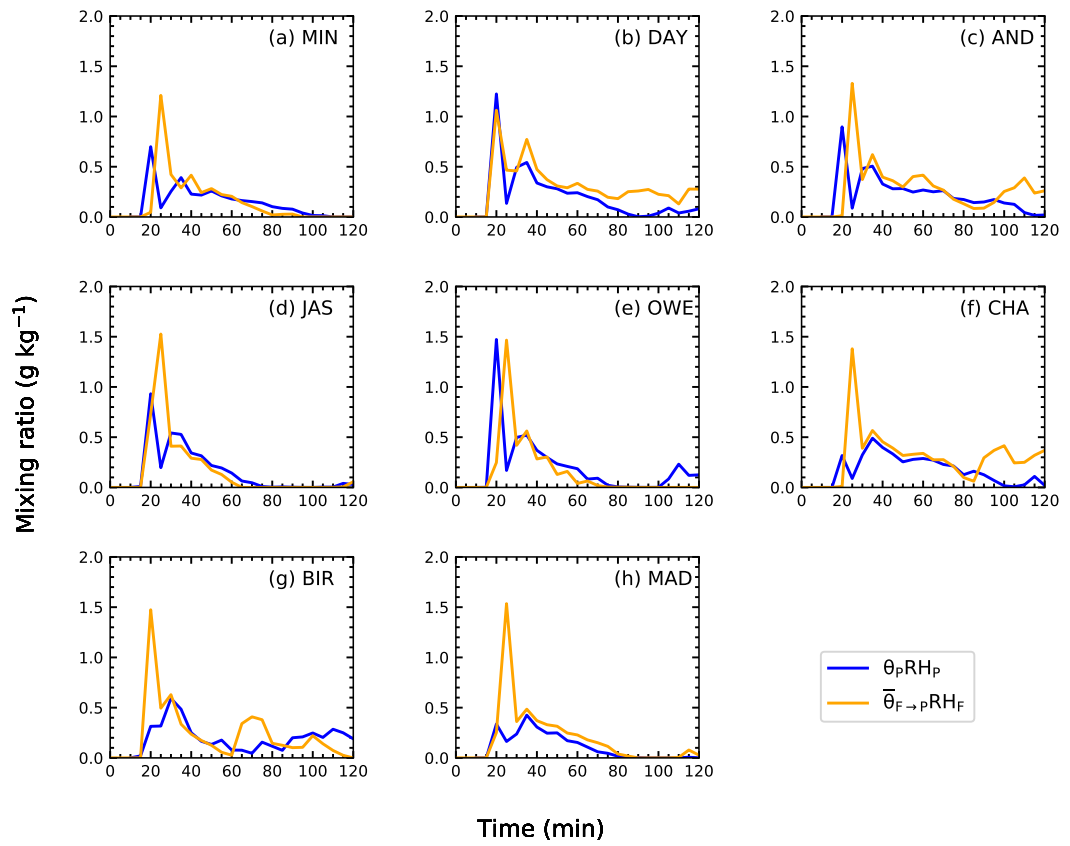 2.0
1.5
1.0
0.5
0.0
(a) MIN
0 20 40 60 80 100 120
2.0
1.5
1.0
0.5
0.0
(b) DAY
0 20 40 60 80 100 120
2.0
1.5
1.0
0.5
0.0
(c) AND
0 20 40 60 80 100 120
Mixing ratio (g kg⁻¹)
2.0
1.5
1.0
0.5
0.0
(d) JAS
0 20 40 60 80 100 120
2.0
1.5
1.0
0.5
0.0
(e) OWE
0 20 40 60 80 100 120
2.0
1.5
1.0
0.5
0.0
(f) CHA
0 20 40 60 80 100 120
2.0
1.5
1.0
0.5
0.0
(g) BIR
0 20 40 60 80 100 120
2.0
1.5
1.0
0.5
0.0
(h) MAD
0 20 40 60 80 100 120
θ_P RH_P
θ̅_F→P RH_F
Time (min)